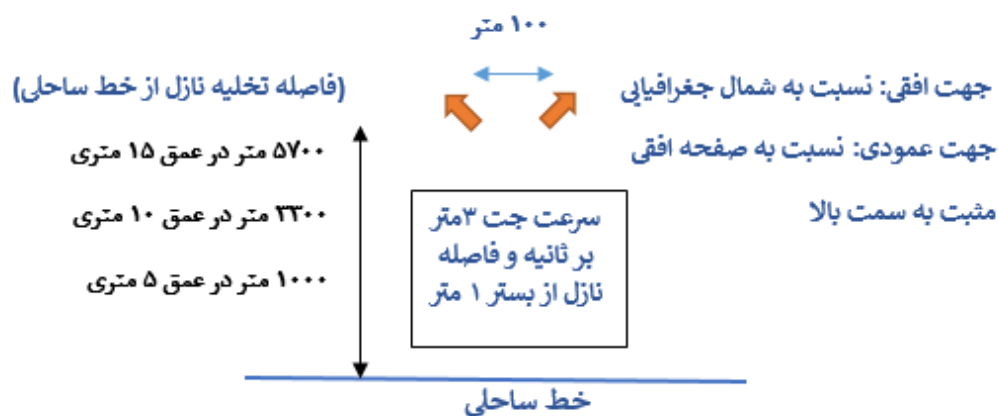 ۱۰۰ متر
جهت افقی: نسبت به شمال جغرافیایی
جهت عمودی: نسبت به صفحه افقی
مثبت به سمت بالا
(فاصله تخلیه نازل از خط ساحلی)
۵۷۰۰ متر در عمق ۱۵ متری
۳۳۰۰ متر در عمق ۱۰ متری
۱۰۰۰ متر در عمق ۵ متری
سرعت جت ۳متر
بر ثانیه و فاصله
نازل از بستر ۱ متر
خط ساحلی